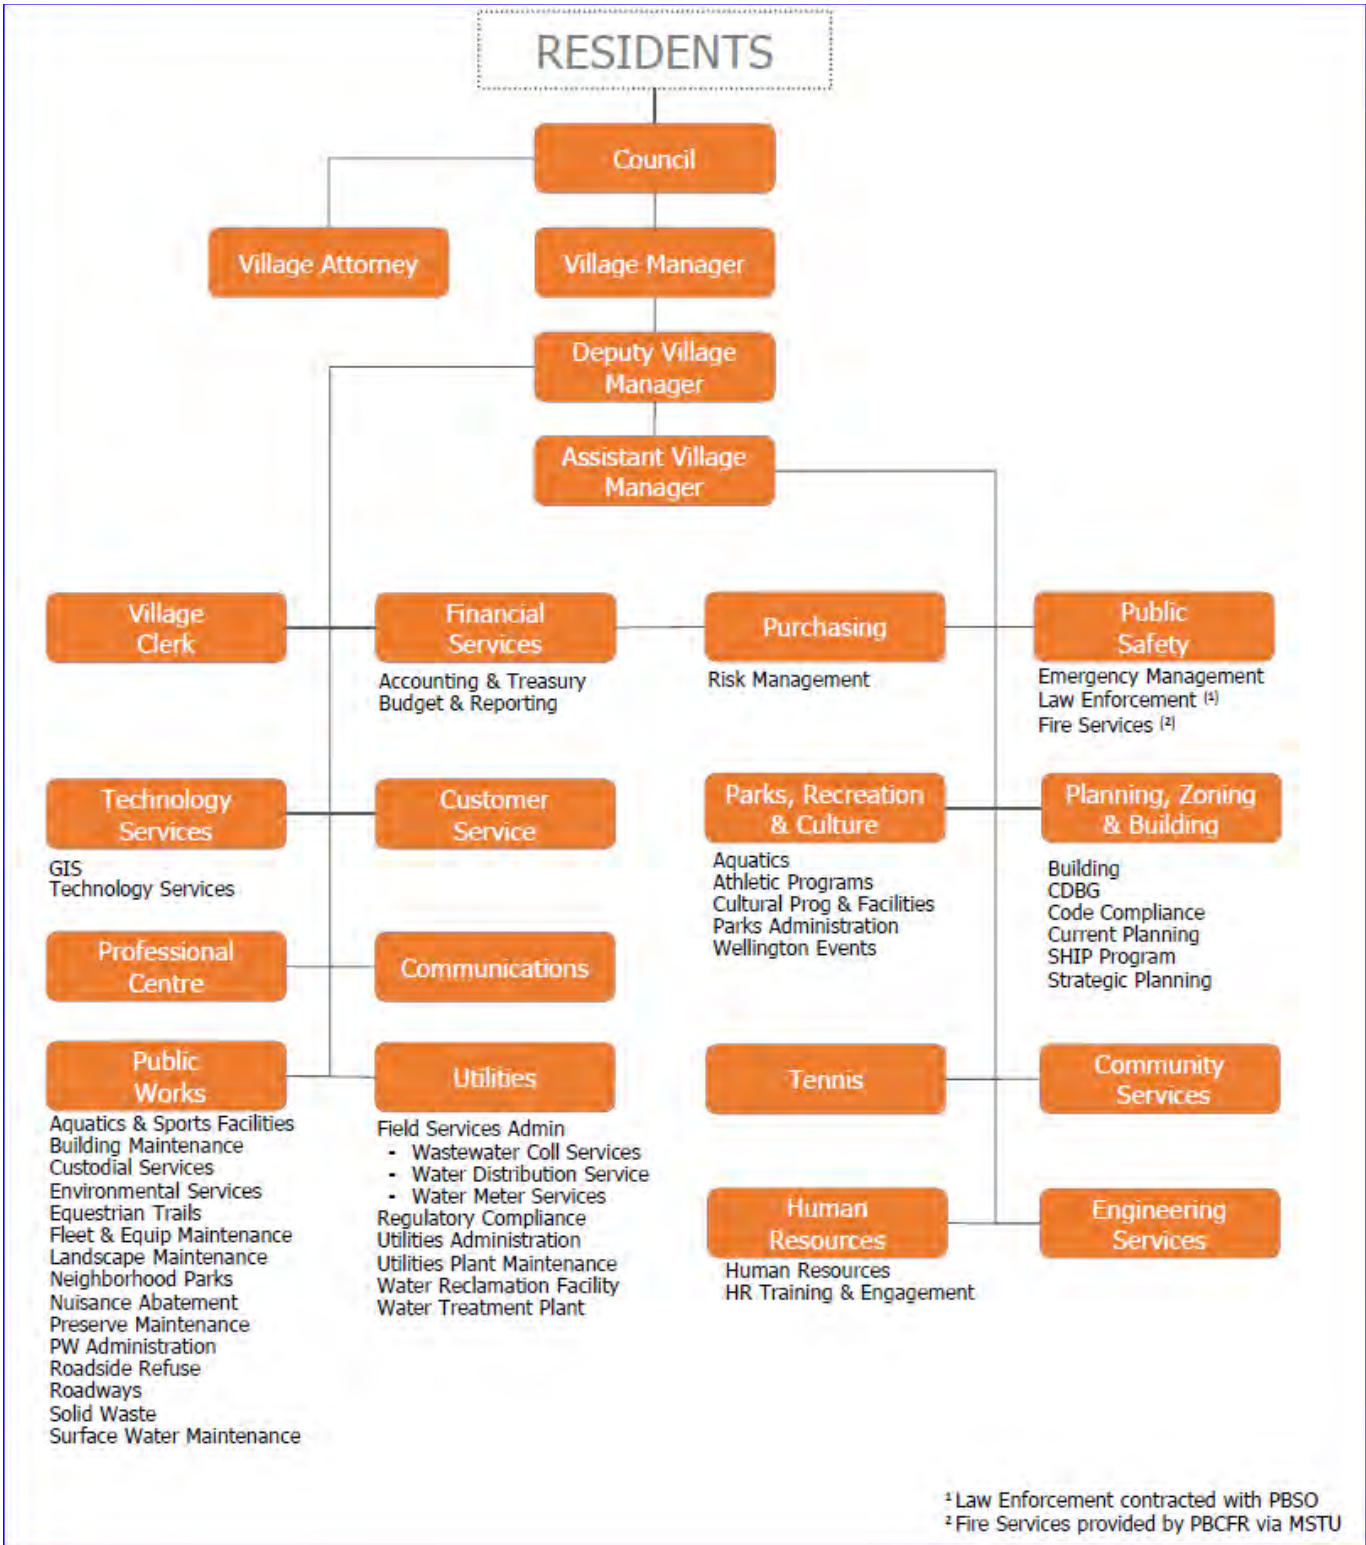 RESIDENTS
Council
Village Attorney
Village Manager
Deputy Village
Manager
Assistant Village
Manager
Village
Clerk
Financial
Services
Accounting & Treasury
Budget & Reporting
Purchasing
Risk Management
Public
Safety
Emergency Management
Law Enforcement (1)
Fire Services (2)
Technology
Services
GIS
Technology Services
Customer
Service
Parks, Recreation
& Culture
Aquatics
Athletic Programs
Cultural Prog & Facilities
Parks Administration
Wellington Events
Planning, Zoning
& Building
Building
CDBG
Code Compliance
Current Planning
SHIP Program
Strategic Planning
Professional
Centre
Communications
Public
Works
Aquatics & Sports Facilities
Building Maintenance
Custodial Services
Environmental Services
Equestrian Trails
Fleet & Equip Maintenance
Landscape Maintenance
Neighborhood Parks
Nuisance Abatement
Preserve Maintenance
PW Administration
Roadside Refuse
Roadways
Solid Waste
Surface Water Maintenance
Utilities
Field Services Admin
- Wastewater Coll Services
- Water Distribution Service
- Water Meter Services
Regulatory Compliance
Utilities Administration
Utilities Plant Maintenance
Water Reclamation Facility
Water Treatment Plant
Tennis
Community
Services
Human
Resources
Human Resources
HR Training & Engagement
Engineering
Services
1 Law Enforcement contracted with PBSO
2 Fire Services provided by PBCFR via MSTU